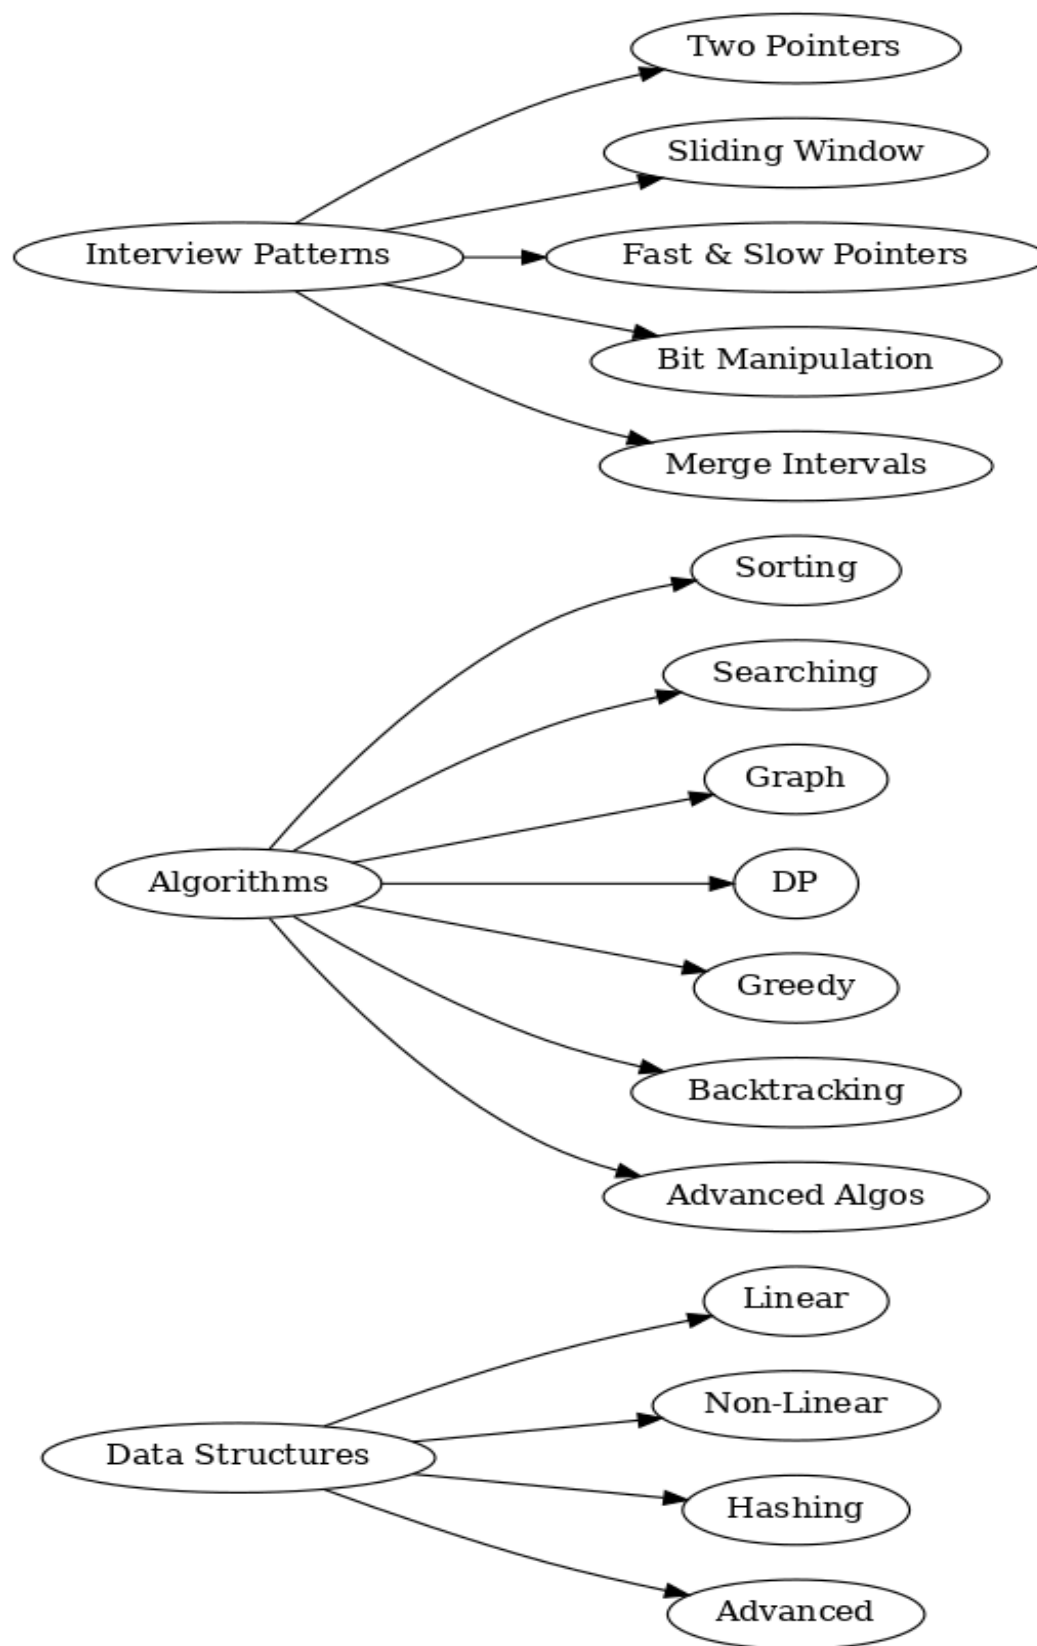 Two Pointers
Sliding Window
Interview Patterns
Fast & Slow Pointers
Bit Manipulation
Merge Intervals
Sorting
Searching
Graph
Algorithms
DP
Greedy
Backtracking
Advanced Algos
Linear
Non-Linear
Data Structures
Hashing
Advanced